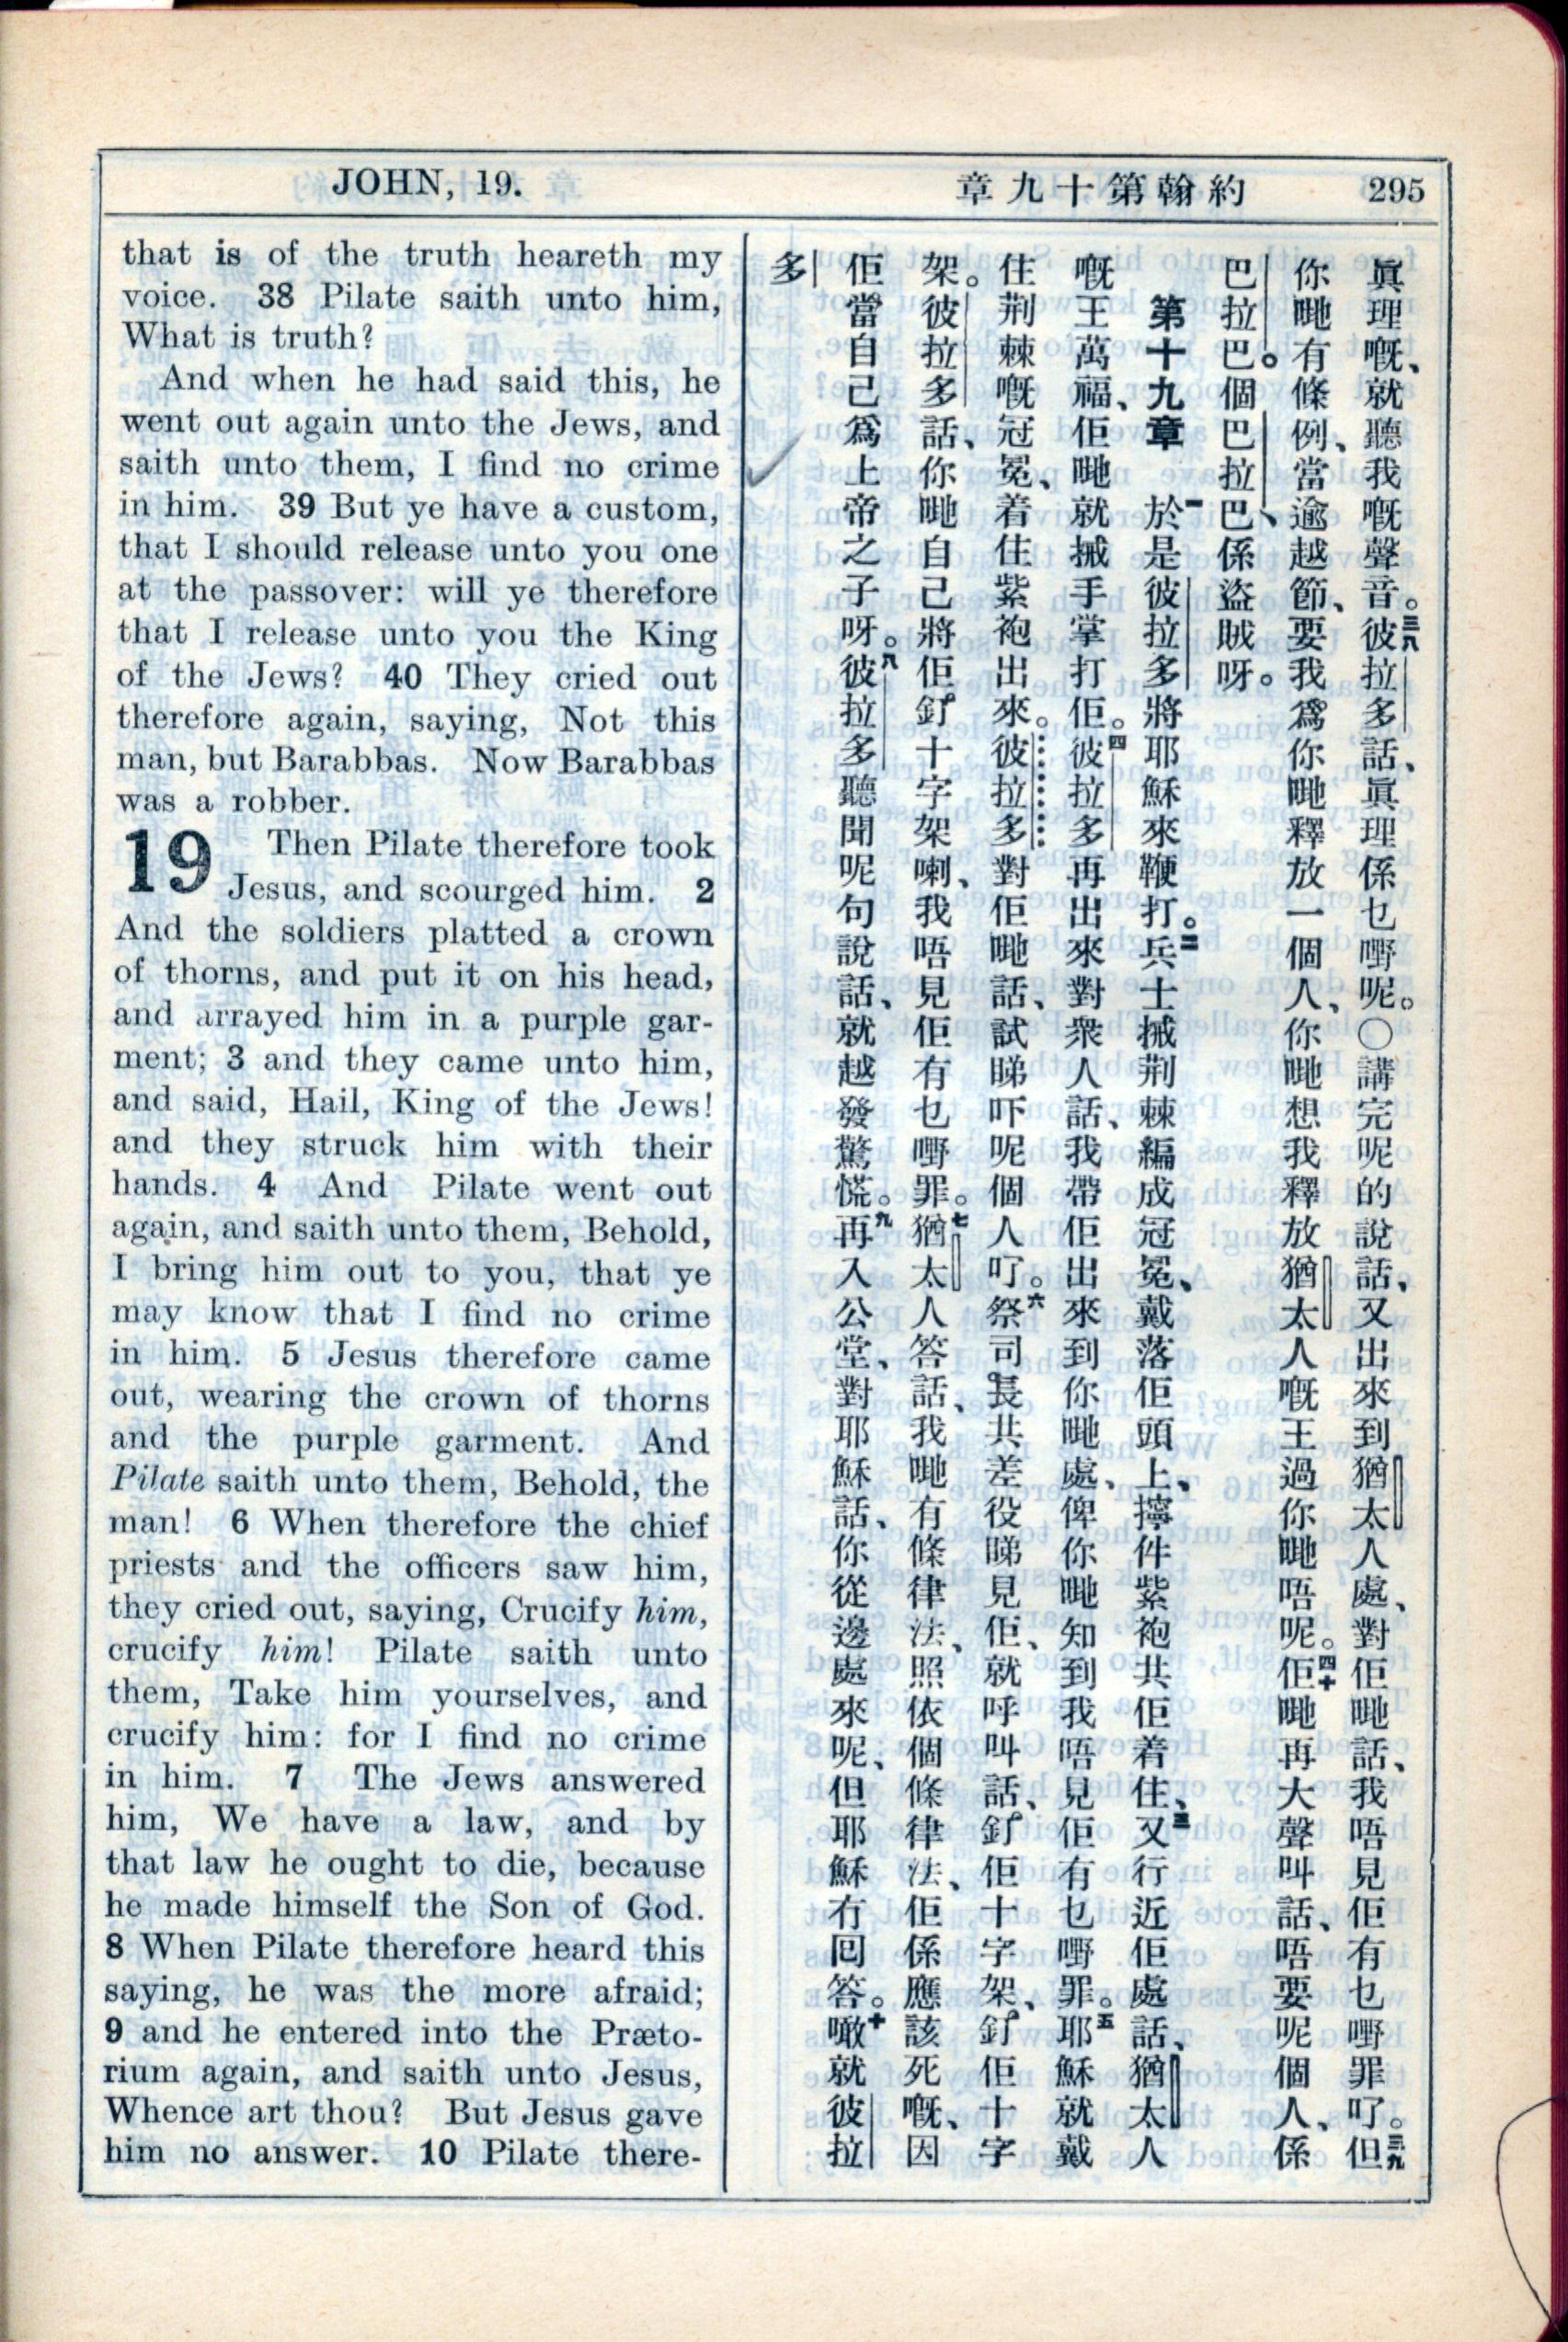 JOHN, 19.
章九十第翰約
295
that is of the truth heareth my
voice. 38 Pilate saith unto him,
What is truth?
And when he had said this, he
went out again unto the Jews, and
saith unto them, I find no crime
in him. 39 But ye have a custom,
that I should release unto you one
at the passover: will ye therefore
that I release unto you the King
of the Jews? 40 They cried out
therefore again, saying, Not this
man, but Barabbas. Now Barabbas
was a robber.
19 Then Pilate therefore took
Jesus, and scourged him. 2
And the soldiers platted a crown
of thorns, and put it on his head,
and arrayed him in a purple gar-
ment; 3 and they came unto him,
and said, Hail, King of the Jews!
and they struck him with their
hands. 4 And Pilate went out
again, and saith unto them, Behold,
I bring him out to you, that ye
may know that I find no crime
in him. 5 Jesus therefore came
out, wearing the crown of thorns
and the purple garment. And
Pilate saith unto them, Behold, the
man! 6 When therefore the chief
priests and the officers saw him,
they cried out, saying, Crucify him,
crucify him! Pilate saith unto
them, Take him yourselves, and
crucify him: for I find no crime
in him. 7 The Jews answered
him, We have a law, and by
that law he ought to die, because
he made himself the Son of God.
8 When Pilate therefore heard this
saying, he was the more afraid;
9 and he entered into the Præto-
rium again, and saith unto Jesus,
Whence art thou? But Jesus gave
him no answer. 10 Pilate there-
眞理嘅、就聽我嘅聲音。三八彼拉多話、眞理係乜嘢呢。〇講完呢的說話、又出來到猶太人處、對佢哋話、我唔見佢有乜嘢罪吖。三九但
你哋有條例、當逾越節、要我爲你哋釋放一個人、你哋想我釋放猶太人嘅王過你哋唔呢。四十佢哋再大聲叫話、唔要呢個人、係
巴拉巴。個巴拉巴、係盜賊呀。
第十九章 一於是彼拉多將耶穌來鞭打。二兵士搣荆棘編成冠冕、戴落佢頭上、擰件紫袍共佢着住、三又行近佢處話、猶太人
嘅王萬福、佢哋就搣手掌打佢。四彼拉多再出來對衆人話、我帶佢出來到你哋處、俾你哋知到我唔見佢有乜嘢罪。五耶穌就戴
住荆棘嘅冠冕、着住紫袍出來。彼拉多對佢哋話、試睇吓呢個人吖。六祭司長共差役睇見佢、就呼叫話、釘佢十字架、釘佢十字
架。彼拉多話、你哋自己將佢釘十字架喇、我唔見佢有乜嘢罪。七猶太人答話、我哋有條律法、照依個條律法、佢係應該死嘅、因
佢當自己爲上帝之子呀。八彼拉多聽聞呢句說話、就越發驚慌。九再入公堂、對耶穌話、你從邊處來呢、但耶穌冇囘答。十噉就彼拉
多